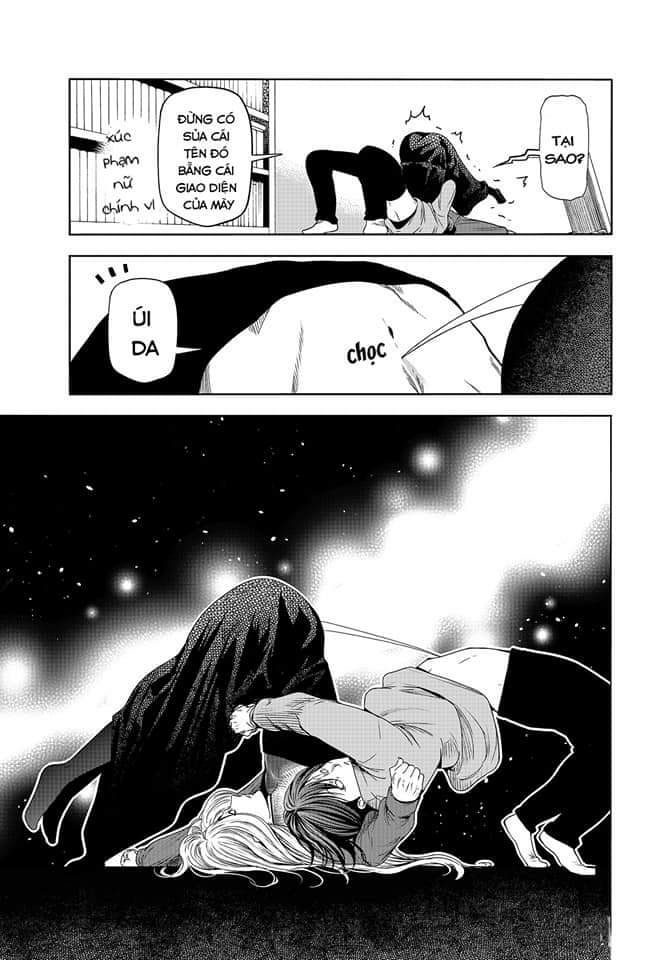 TẠI
SAO?
ĐỪNG CÓ
SỦA CÁI
TÊN ĐÓ
BẰNG CÁI
GIAO DIỆN
CỦA MÀY
xúc
phạm
nữ
chính vl
chọc
ÚI
DA